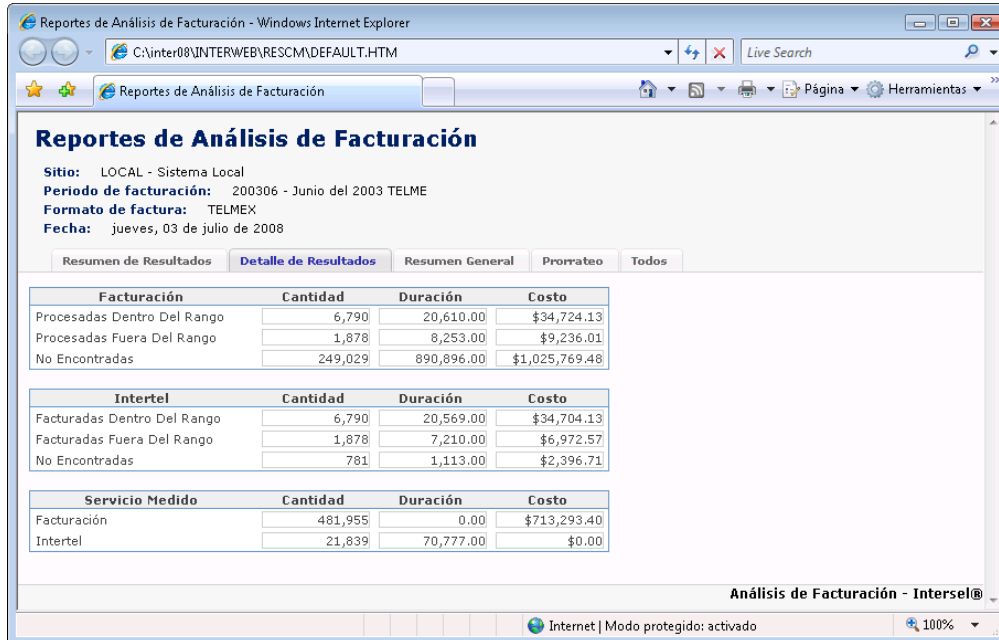 Reportes de Análisis de Facturación - Windows Internet Explorer
C:\inter08\INTERWEB\RESCM\DEFAULT.HTM
Live Search
Reportes de Análisis de Facturación
Página
Herramientas
Reportes de Análisis de Facturación
Sitio: LOCAL - Sistema Local
Periodo de facturación: 200306 - Junio del 2003 TELME
Formato de factura: TELMEX
Fecha: jueves, 03 de julio de 2008
Resumen de Resultados Detalle de Resultados Resumen General Prorrateo Todos
Facturación Cantidad Duración Costo
Procesadas Dentro Del Rango 6,790 20,610.00 $34,724.13
Procesadas Fuera Del Rango 1,878 8,253.00 $9,236.01
No Encontradas 249,029 890,896.00 $1,025,769.48
Intertel Cantidad Duración Costo
Facturadas Dentro Del Rango 6,790 20,569.00 $34,704.13
Facturadas Fuera Del Rango 1,878 7,210.00 $6,972.57
No Encontradas 781 1,113.00 $2,396.71
Servicio Medido Cantidad Duración Costo
Facturación 481,955 0.00 $713,293.40
Intertel 21,839 70,777.00 $0.00
Análisis de Facturación - Intersel®
Internet | Modo protegido: activado
100%